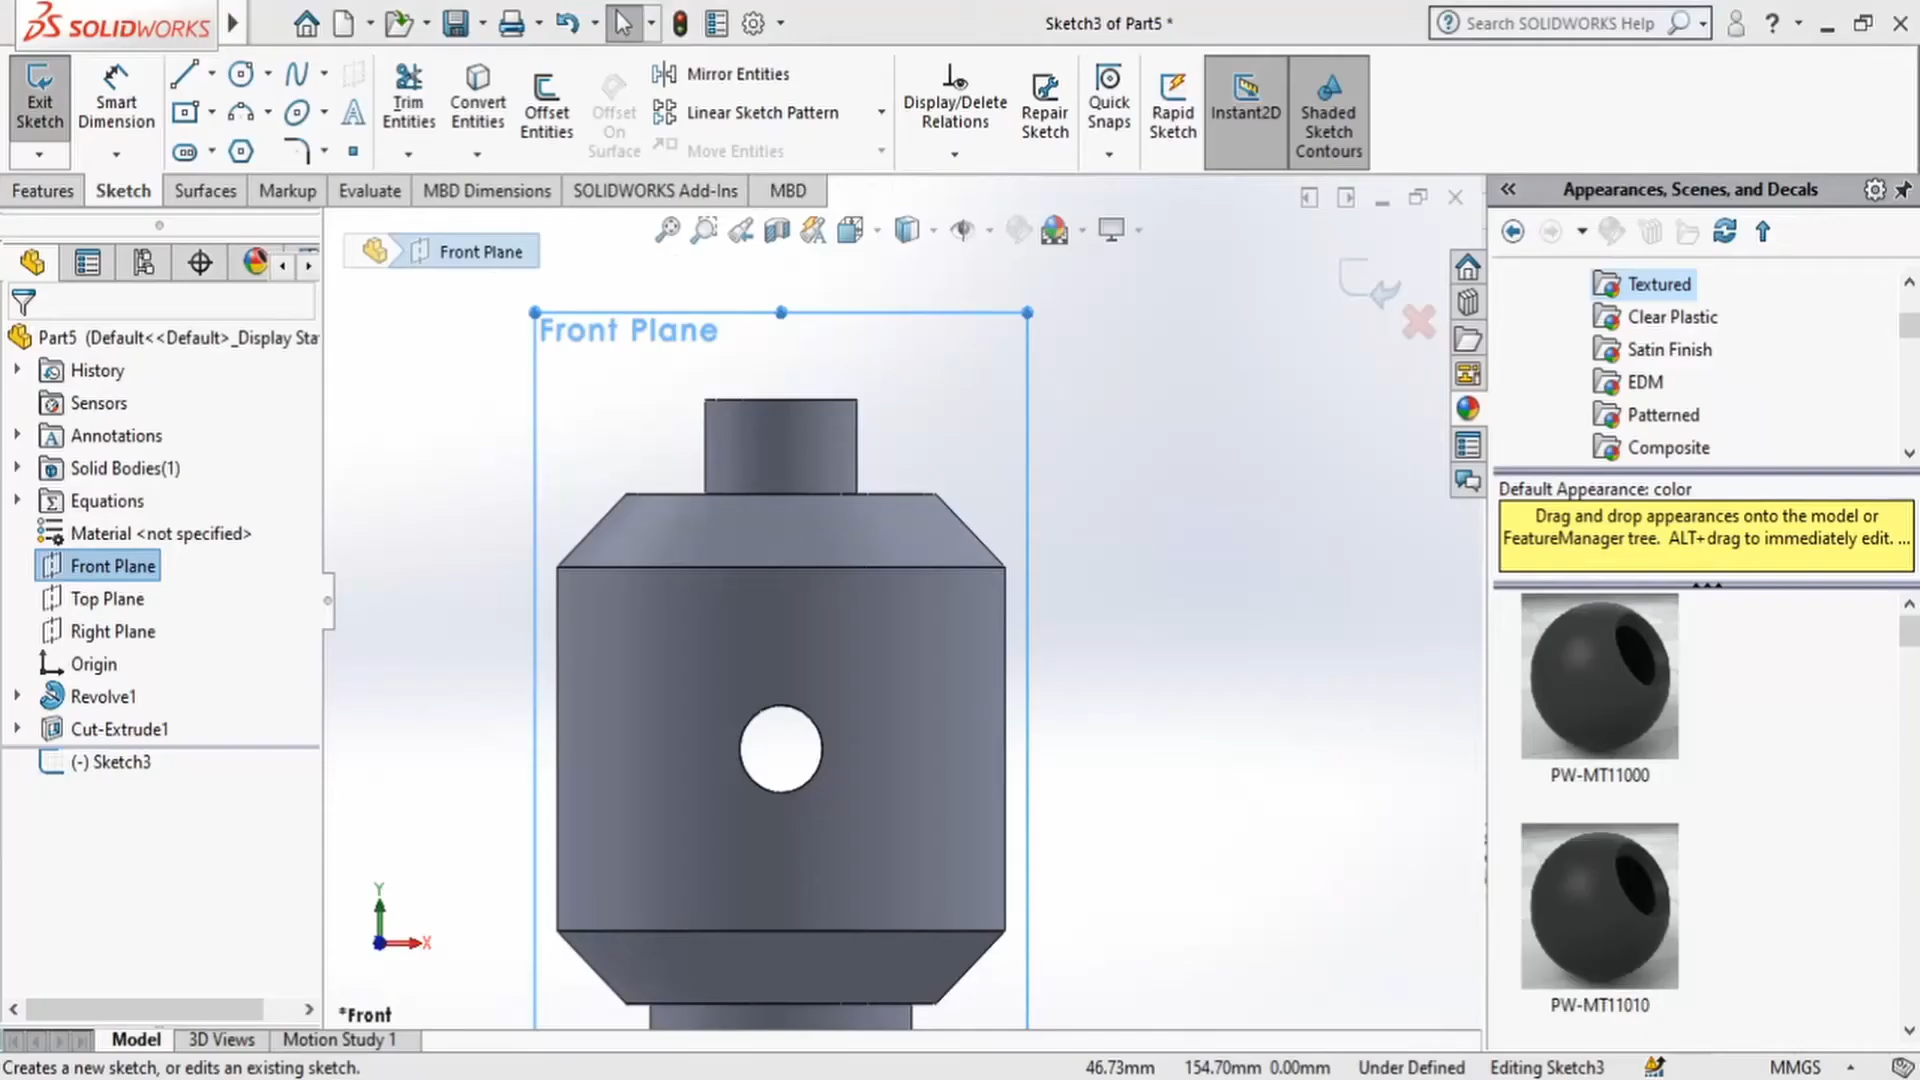 SOLIDWORKS
Sketch3 of Part5 *
Search SOLIDWORKS Help
?
Exit Sketch
Smart Dimension
Trim Entities
Convert Entities
Offset Entities
Offset On Surface
Mirror Entities
Linear Sketch Pattern
Move Entities
Display/Delete Relations
Repair Sketch
Quick Snaps
Rapid Sketch
Instant2D
Shaded Sketch Contours
Features
Sketch
Surfaces
Markup
Evaluate
MBD Dimensions
SOLIDWORKS Add-Ins
MBD
Appearances, Scenes, and Decals
Front Plane
Front Plane
Part5 (Default<<Default>_Display Sta
History
Sensors
Annotations
Solid Bodies(1)
Equations
Material <not specified>
Front Plane
Top Plane
Right Plane
Origin
Revolve1
Cut-Extrude1
(-) Sketch3
Y
X
*Front
Textured
Clear Plastic
Satin Finish
EDM
Patterned
Composite
Default Appearance: color
Drag and drop appearances onto the model or
FeatureManager tree. ALT+drag to immediately edit. ...
PW-MT11000
PW-MT11010
Model
3D Views
Motion Study 1
Creates a new sketch, or edits an existing sketch.
46.73mm
154.70mm
0.00mm
Under Defined
Editing Sketch3
MMGS